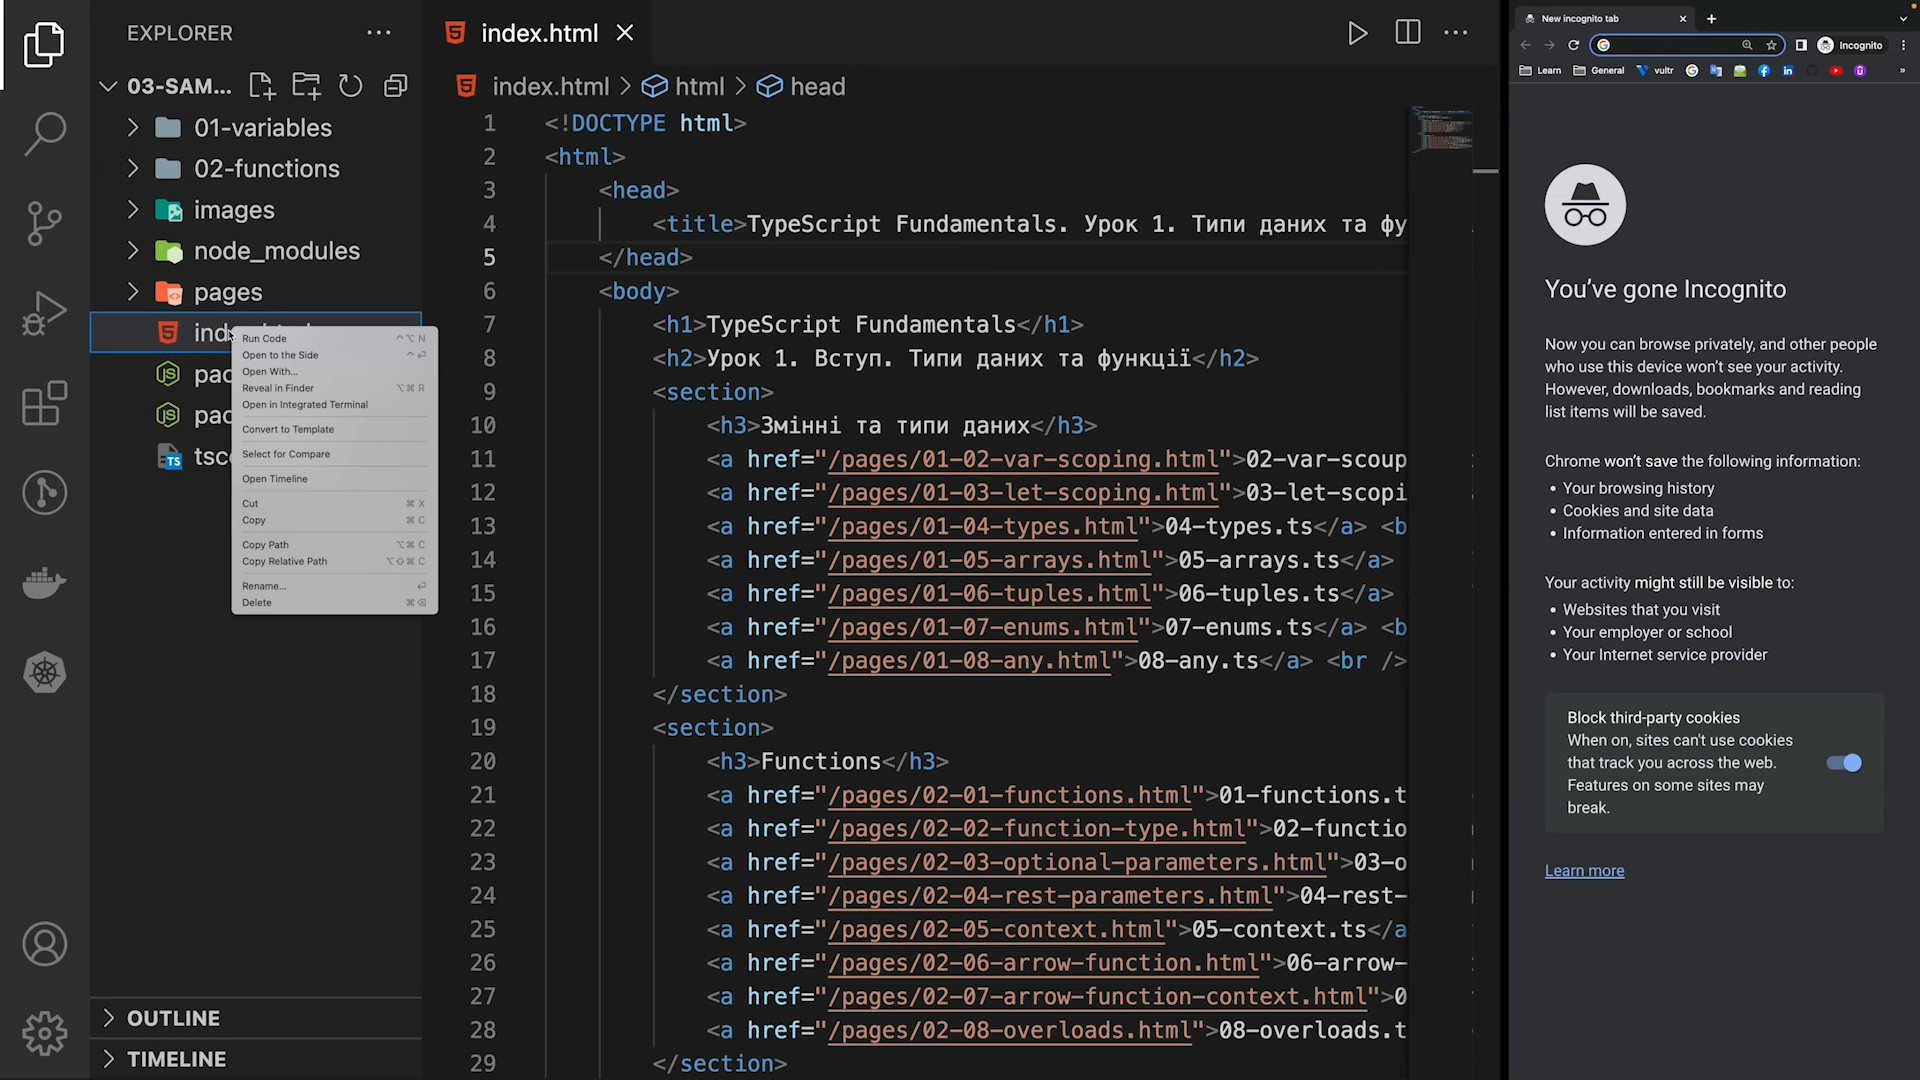 EXPLORER
03-SAM...
01-variables
02-functions
images
node_modules
pages
pac
pac
OUTLINE
TIMELINE
Run Code ^⌥ N
Open to the Side ^⏎
Open With...
Reveal in Finder ⌥⌘ R
Open in Integrated Terminal
Convert to Template
Select for Compare
Open Timeline
Cut ⌘ X
Copy ⌘ C
Copy Path ⌥⌘ C
Copy Relative Path ⌥⇧⌘ C
Rename... ⏎
Delete ⌘⌫
index.html
index.html > html > head
1 <!DOCTYPE html>
2 <html>
3 <head>
4 <title>TypeScript Fundamentals. Урок 1. Типи даних та фу
5 </head>
6 <body>
7 <h1>TypeScript Fundamentals</h1>
8 <h2>Урок 1. Вступ. Типи даних та функції</h2>
9 <section>
10 <h3>Змінні та типи даних</h3>
11 <a href="/pages/01-02-var-scoping.html">02-var-scoup
12 <a href="/pages/01-03-let-scoping.html">03-let-scopi
13 <a href="/pages/01-04-types.html">04-types.ts</a> <b
14 <a href="/pages/01-05-arrays.html">05-arrays.ts</a>
15 <a href="/pages/01-06-tuples.html">06-tuples.ts</a>
16 <a href="/pages/01-07-enums.html">07-enums.ts</a> <b
17 <a href="/pages/01-08-any.html">08-any.ts</a> <br />
18 </section>
19 <section>
20 <h3>Functions</h3>
21 <a href="/pages/02-01-functions.html">01-functions.t
22 <a href="/pages/02-02-function-type.html">02-functio
23 <a href="/pages/02-03-optional-parameters.html">03-o
24 <a href="/pages/02-04-rest-parameters.html">04-rest-
25 <a href="/pages/02-05-context.html">05-context.ts</a
26 <a href="/pages/02-06-arrow-function.html">06-arrow-
27 <a href="/pages/02-07-arrow-function-context.html">0
28 <a href="/pages/02-08-overloads.html">08-overloads.t
29 </section>
New incognito tab
Incognito
Learn General vultr
You've gone Incognito
Now you can browse privately, and other people
who use this device won't see your activity.
However, downloads, bookmarks and reading
list items will be saved.
Chrome won't save the following information:
• Your browsing history
• Cookies and site data
• Information entered in forms
Your activity might still be visible to:
• Websites that you visit
• Your employer or school
• Your Internet service provider
Block third-party cookies
When on, sites can't use cookies
that track you across the web.
Features on some sites may
break.
Learn more